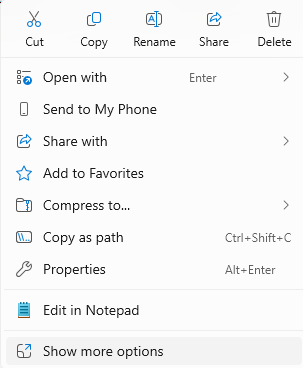 Cut Copy Rename Share Delete
Open with Enter
Send to My Phone
Share with
Add to Favorites
Compress to...
Copy as path Ctrl+Shift+C
Properties Alt+Enter
Edit in Notepad
Show more options